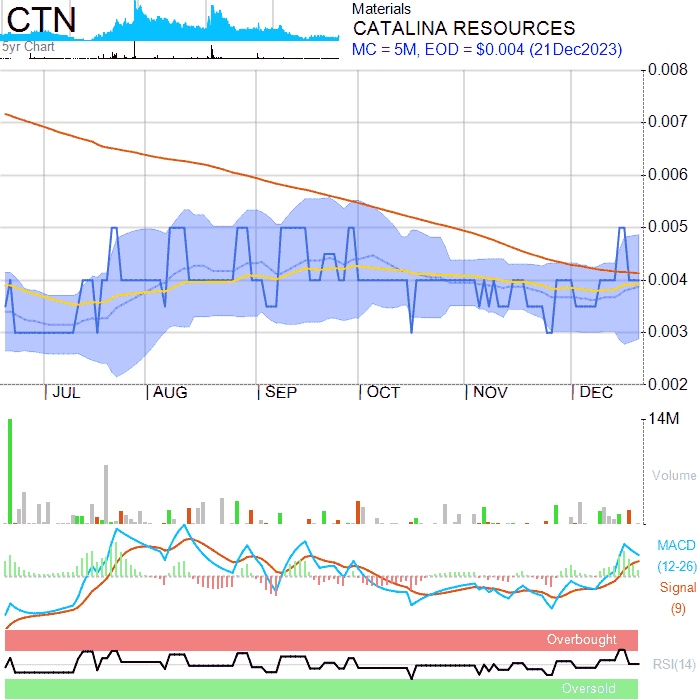 CTN
5yr Chart
Materials
CATALINA RESOURCES
MC = 5M, EOD = $0.004 (21Dec2023)
0.008
0.007
0.006
0.005
0.004
0.003
0.002
JUL AUG SEP OCT NOV DEC
14M
Volume
MACD
(12-26)
Signal
(9)
Overbought
RSI(14)
Oversold